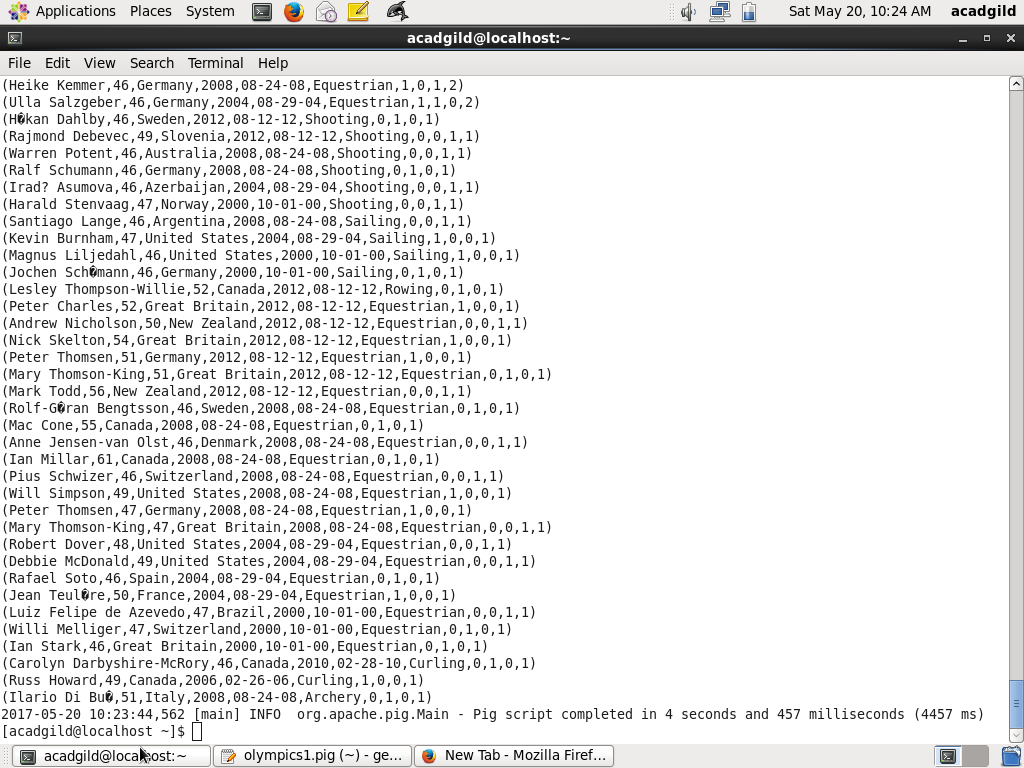 Applications Places System Sat May 20, 10:24 AM acadgild
acadgild@localhost:~
File Edit View Search Terminal Help
(Heike Kemmer,46,Germany,2008,08-24-08,Equestrian,1,0,1,2)
(Ulla Salzgeber,46,Germany,2004,08-29-04,Equestrian,1,1,0,2)
(H�kan Dahlby,46,Sweden,2012,08-12-12,Shooting,0,1,0,1)
(Rajmond Debevec,49,Slovenia,2012,08-12-12,Shooting,0,0,1,1)
(Warren Potent,46,Australia,2008,08-24-08,Shooting,0,0,1,1)
(Ralf Schumann,46,Germany,2008,08-24-08,Shooting,0,1,0,1)
(Irad? Asumova,46,Azerbaijan,2004,08-29-04,Shooting,0,0,1,1)
(Harald Stenvaag,47,Norway,2000,10-01-00,Shooting,0,0,1,1)
(Santiago Lange,46,Argentina,2008,08-24-08,Sailing,0,0,1,1)
(Kevin Burnham,47,United States,2004,08-29-04,Sailing,1,0,0,1)
(Magnus Liljedahl,46,United States,2000,10-01-00,Sailing,1,0,0,1)
(Jochen Sch�mann,46,Germany,2000,10-01-00,Sailing,0,1,0,1)
(Lesley Thompson-Willie,52,Canada,2012,08-12-12,Rowing,0,1,0,1)
(Peter Charles,52,Great Britain,2012,08-12-12,Equestrian,1,0,0,1)
(Andrew Nicholson,50,New Zealand,2012,08-12-12,Equestrian,0,0,1,1)
(Nick Skelton,54,Great Britain,2012,08-12-12,Equestrian,1,0,0,1)
(Peter Thomsen,51,Germany,2012,08-12-12,Equestrian,1,0,0,1)
(Mary Thomson-King,51,Great Britain,2012,08-12-12,Equestrian,0,1,0,1)
(Mark Todd,56,New Zealand,2012,08-12-12,Equestrian,0,0,1,1)
(Rolf-G�ran Bengtsson,46,Sweden,2008,08-24-08,Equestrian,0,1,0,1)
(Mac Cone,55,Canada,2008,08-24-08,Equestrian,0,1,0,1)
(Anne Jensen-van Olst,46,Denmark,2008,08-24-08,Equestrian,0,0,1,1)
(Ian Millar,61,Canada,2008,08-24-08,Equestrian,0,1,0,1)
(Pius Schwizer,46,Switzerland,2008,08-24-08,Equestrian,0,0,1,1)
(Will Simpson,49,United States,2008,08-24-08,Equestrian,1,0,0,1)
(Peter Thomsen,47,Germany,2008,08-24-08,Equestrian,1,0,0,1)
(Mary Thomson-King,47,Great Britain,2008,08-24-08,Equestrian,0,0,1,1)
(Robert Dover,48,United States,2004,08-29-04,Equestrian,0,0,1,1)
(Debbie McDonald,49,United States,2004,08-29-04,Equestrian,0,0,1,1)
(Rafael Soto,46,Spain,2004,08-29-04,Equestrian,0,1,0,1)
(Jean Teul�re,50,France,2004,08-29-04,Equestrian,1,0,0,1)
(Luiz Felipe de Azevedo,47,Brazil,2000,10-01-00,Equestrian,0,0,1,1)
(Willi Melliger,47,Switzerland,2000,10-01-00,Equestrian,0,1,0,1)
(Ian Stark,46,Great Britain,2000,10-01-00,Equestrian,0,1,0,1)
(Carolyn Darbyshire-McRory,46,Canada,2010,02-28-10,Curling,0,1,0,1)
(Russ Howard,49,Canada,2006,02-26-06,Curling,1,0,0,1)
(Ilario Di Bu�,51,Italy,2008,08-24-08,Archery,0,1,0,1)
2017-05-20 10:23:44,562 [main] INFO  org.apache.pig.Main - Pig script completed in 4 seconds and 457 milliseconds (4457 ms)
[acadgild@localhost ~]$
acadgild@localhost:~ olympics1.pig (~) - ge... New Tab - Mozilla Firef...